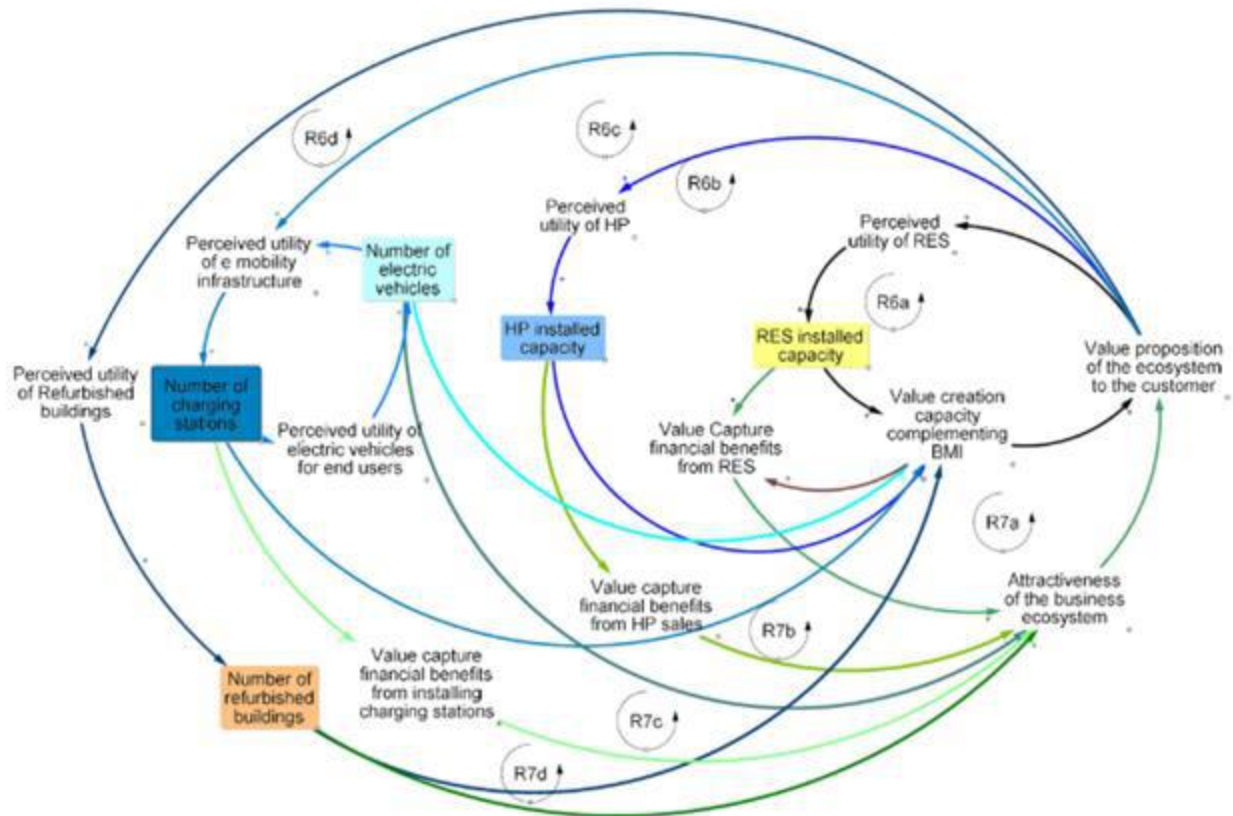 R6d
R6c
R6b
Perceived
utility of HP
Perceived
utility of RES
Perceived utility
of e mobility
infrastructure
Number of
electric
vehicles
R6a
HP installed
capacity
RES installed
capacity
Value proposition
of the ecosystem
to the customer
Perceived utility
of Refurbished
buildings
Number of
charging
stations
Perceived utility of
electric vehicles
for end users
Value Capture
financial benefits
from RES
Value creation
capacity
complementing
BMI
R7a
Value capture
financial benefits
from HP sales
Attractiveness
of the business
ecosystem
R7b
Value capture
financial benefits
from installing
charging stations
Number of
refurbished
buildings
R7c
R7d